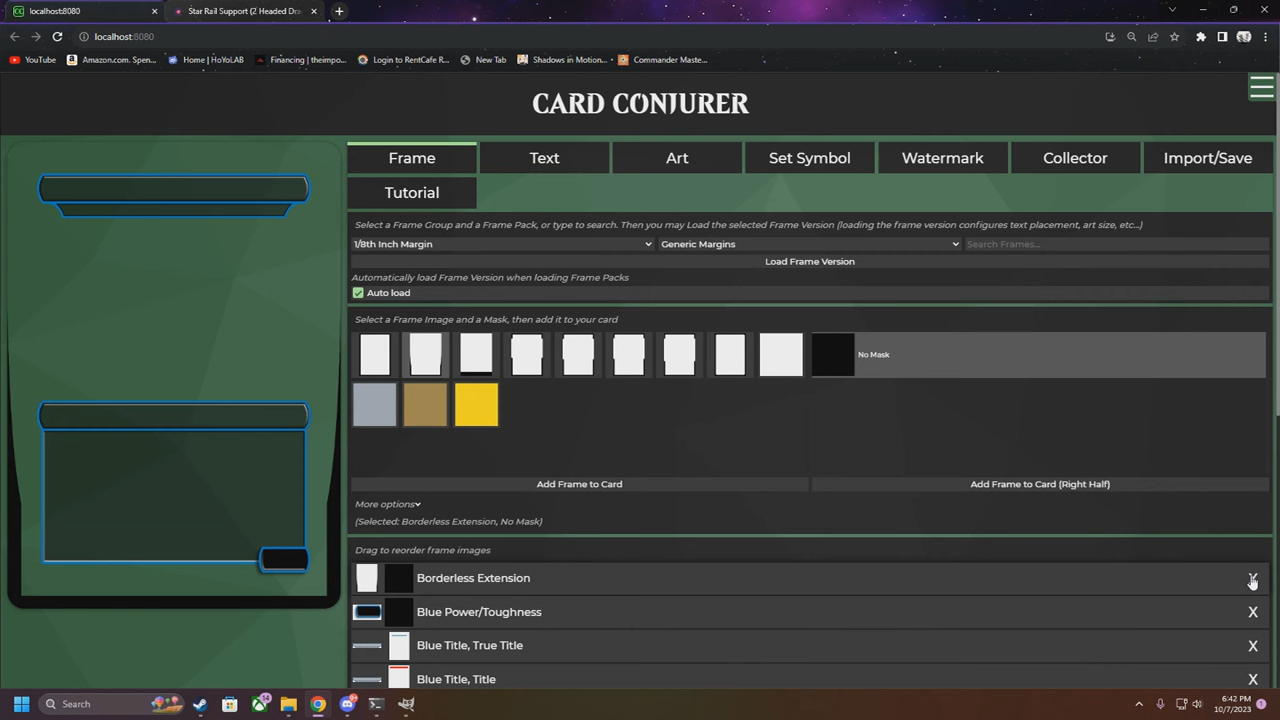 localhost:8080
Star Rail Support (2 Headed Dra
localhost:8080
YouTube
Amazon.com. Spen...
Home | HoYoLAB
Financing | theimpo...
Login to RentCafe R...
New Tab
Shadows in Motion...
Commander Maste...
CARD CONJURER
Frame
Text
Art
Set Symbol
Watermark
Collector
Import/Save
Tutorial
Select a Frame Group and a Frame Pack, or type to search. Then you may Load the selected Frame Version (loading the frame version configures text placement, art size, etc...)
1/8th Inch Margin
Generic Margins
Search Frames...
Load Frame Version
Automatically load Frame Version when loading Frame Packs
Auto load
Select a Frame Image and a Mask, then add it to your card
No Mask
Add Frame to Card
Add Frame to Card (Right Half)
More options
(Selected: Borderless Extension, No Mask)
Drag to reorder frame images
Borderless Extension
X
Blue Power/Toughness
X
Blue Title, True Title
X
Blue Title, Title
X
Search
14
9+
6:42 PM
10/7/2023
1